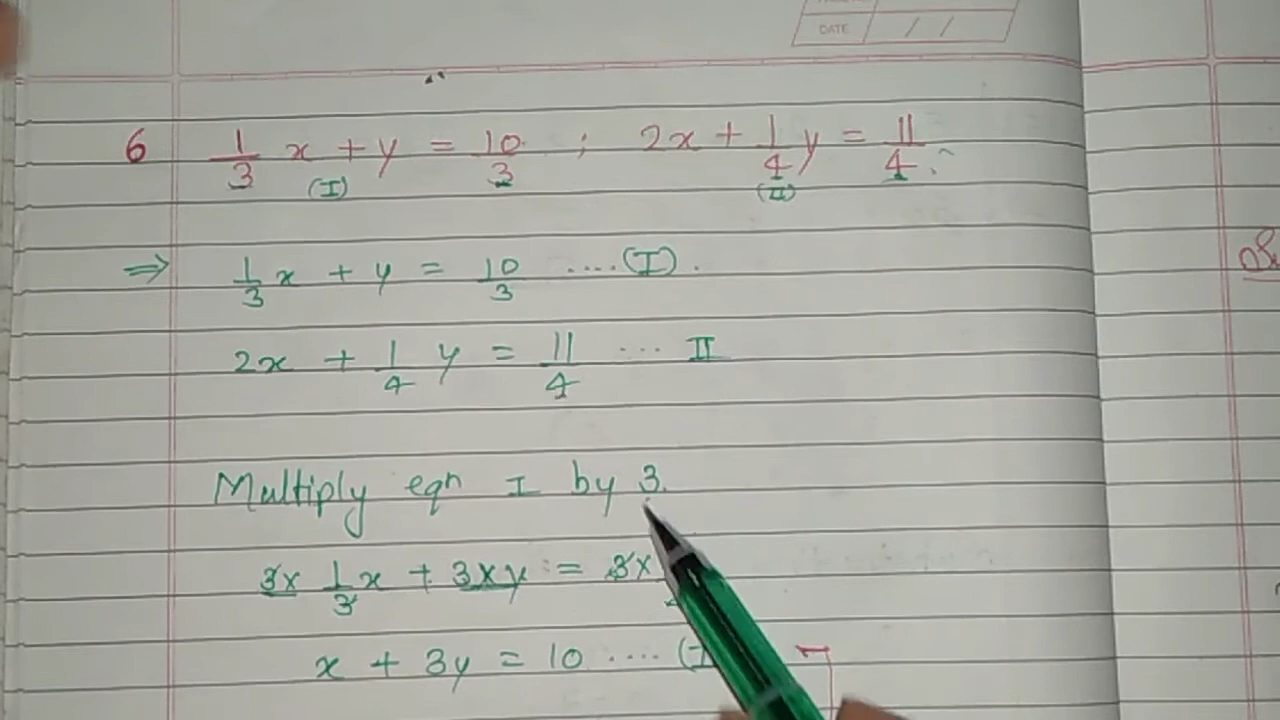 DATE / /
6 1/3 x + y = 10/3 ; 2x + 1/4 y = 11/4 .
(I) (II)
⇒ 1/3 x + y = 10/3 ....(I).
2x + 1/4 y = 11/4 ... II
Multiply eqn I by 3.
3x 1/3 x + 3xy = 3x
x + 3y = 10 ....